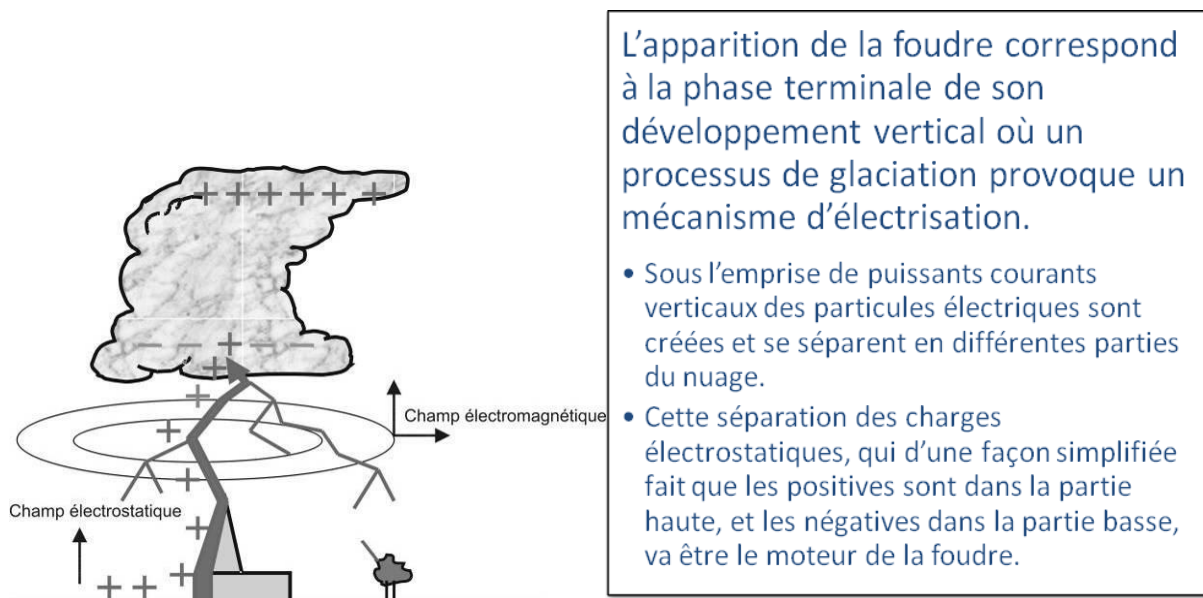 L'apparition de la foudre correspond
à la phase terminale de son
développement vertical où un
processus de glaciation provoque un
mécanisme d'électrisation.
• Sous l'emprise de puissants courants
verticaux des particules électriques sont
créées et se séparent en différentes parties
du nuage.
• Cette séparation des charges
électrostatiques, qui d'une façon simplifiée
fait que les positives sont dans la partie
haute, et les négatives dans la partie basse,
va être le moteur de la foudre.
Champ électromagnétique
Champ électrostatique